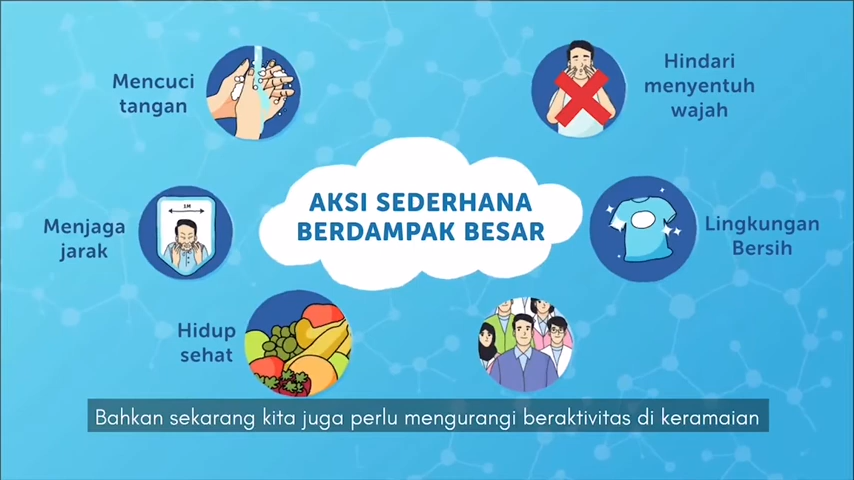 Mencuci
tangan
Hindari
menyentuh
wajah
1M
Menjaga
jarak
AKSI SEDERHANA
BERDAMPAK BESAR
Lingkungan
Bersih
Hidup
sehat
Bahkan sekarang kita juga perlu mengurangi beraktivitas di keramaian